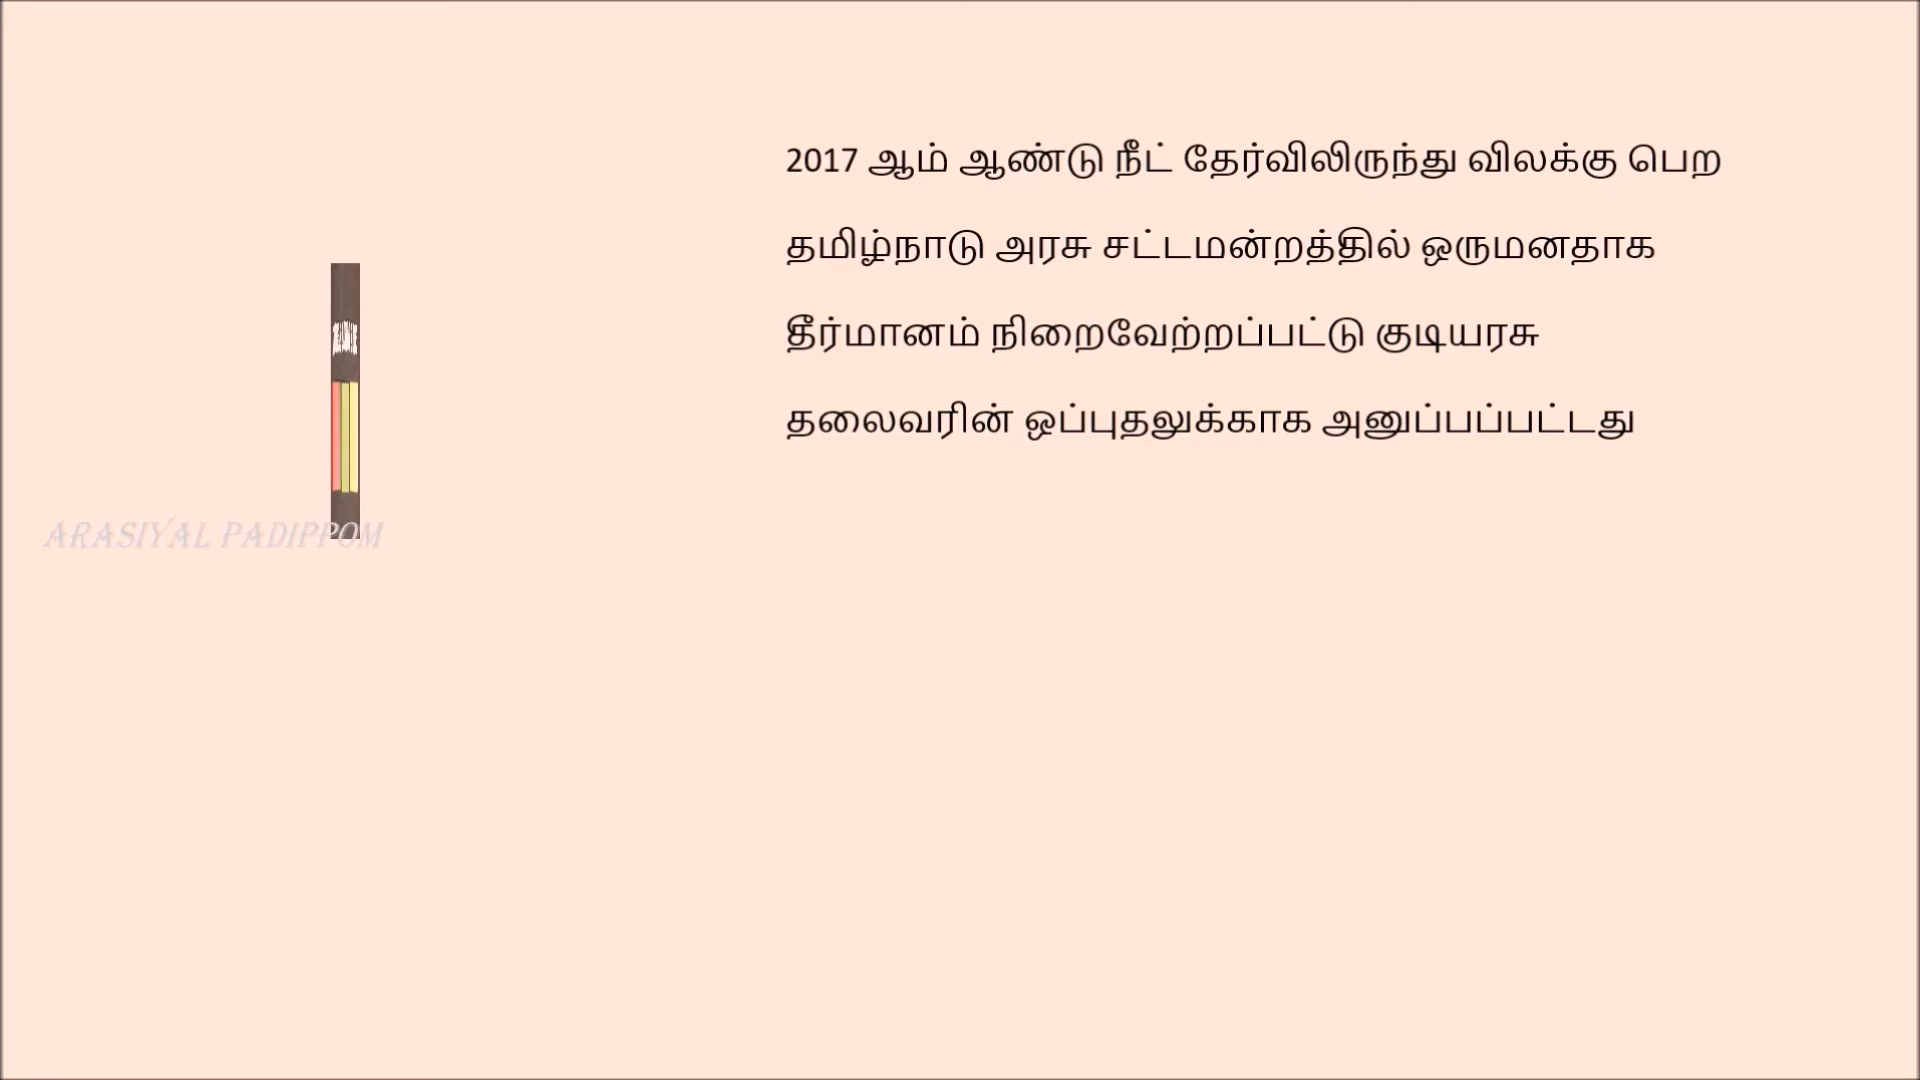 2017 ஆம் ஆண்டு நீட் தேர்விலிருந்து விலக்கு பெற
தமிழ்நாடு அரசு சட்டமன்றத்தில் ஒருமனதாக
தீர்மானம் நிறைவேற்றப்பட்டு குடியரசு
தலைவரின் ஒப்புதலுக்காக அனுப்பப்பட்டது
ARASIYAL PADIPPOM